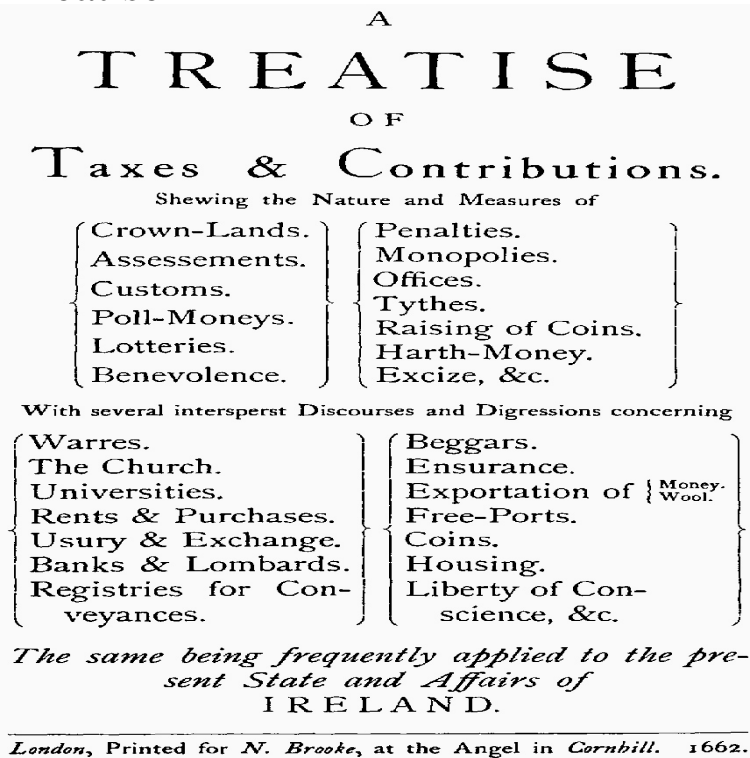 A
TREATISE
OF
Taxes & Contributions.
Shewing the Nature and Measures of
Crown-Lands.
Assessements.
Customs.
Poll-Moneys.
Lotteries.
Benevolence.
Penalties.
Monopolies.
Offices.
Tythes.
Raising of Coins.
Harth-Money.
Excize, &c.
With several intersperst Discourses and Digressions concerning
Warres.
The Church.
Universities.
Rents & Purchases.
Usury & Exchange.
Banks & Lombards.
Registries for Con-
veyances.
Beggars.
Ensurance.
Exportation of { Money. Wool.
Free-Ports.
Coins.
Housing.
Liberty of Con-
science, &c.
The same being frequently applied to the pre-
sent State and Affairs of
IRELAND.
London, Printed for N. Brooke, at the Angel in Cornhill. 1662.